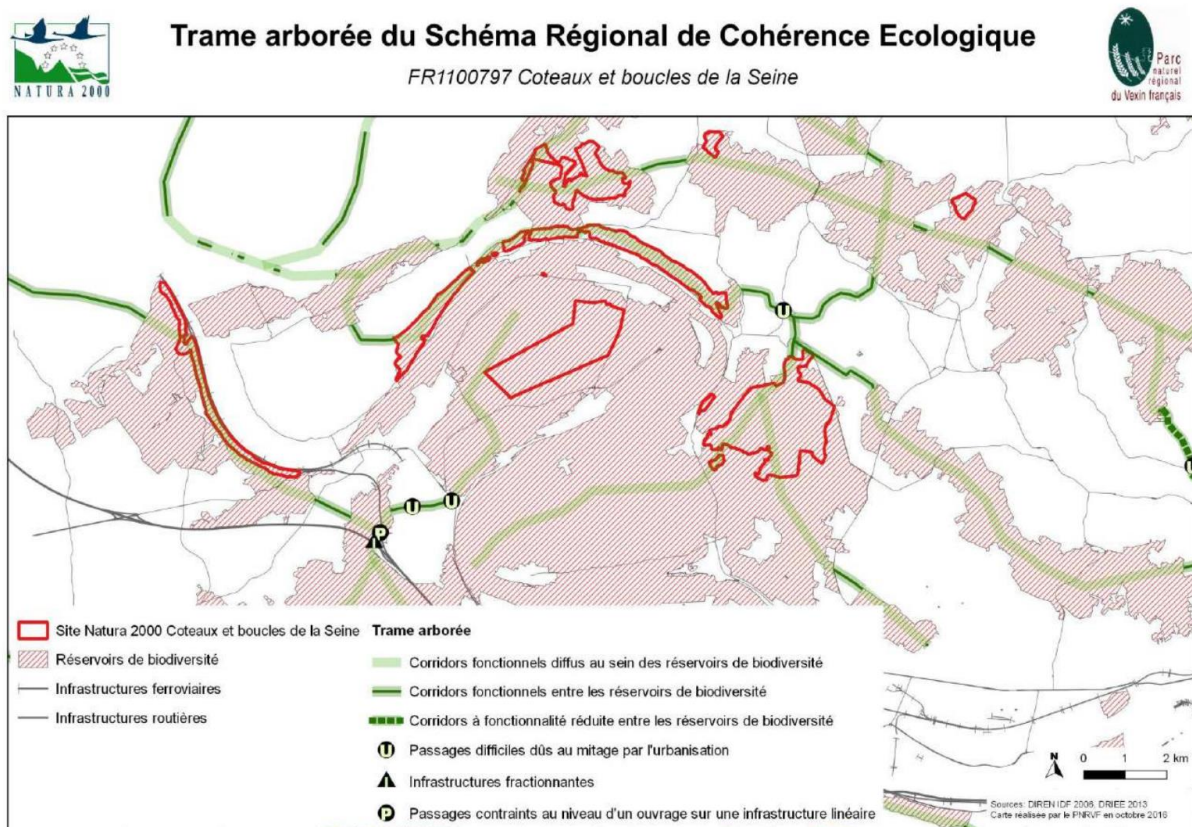 NATURA 2000
Trame arborée du Schéma Régional de Cohérence Ecologique
FR1100797 Coteaux et boucles de la Seine
Parc
naturel
régional
du Vexin français
U
U
U
U
P
I
Site Natura 2000 Coteaux et boucles de la Seine
Réservoirs de biodiversité
Infrastructures ferroviaires
Infrastructures routières
Trame arborée
Corridors fonctionnels diffus au sein des réservoirs de biodiversité
Corridors fonctionnels entre les réservoirs de biodiversité
Corridors à fonctionnalité réduite entre les réservoirs de biodiversité
U Passages difficiles dûs au mitage par l'urbanisation
I Infrastructures fractionnantes
P Passages contraints au niveau d'un ouvrage sur une infrastructure linéaire
N
0 1 2 km
Sources: DIREN IDF 2006, DRIEE 2013
Carte réalisée par le PNRVF en octobre 2016